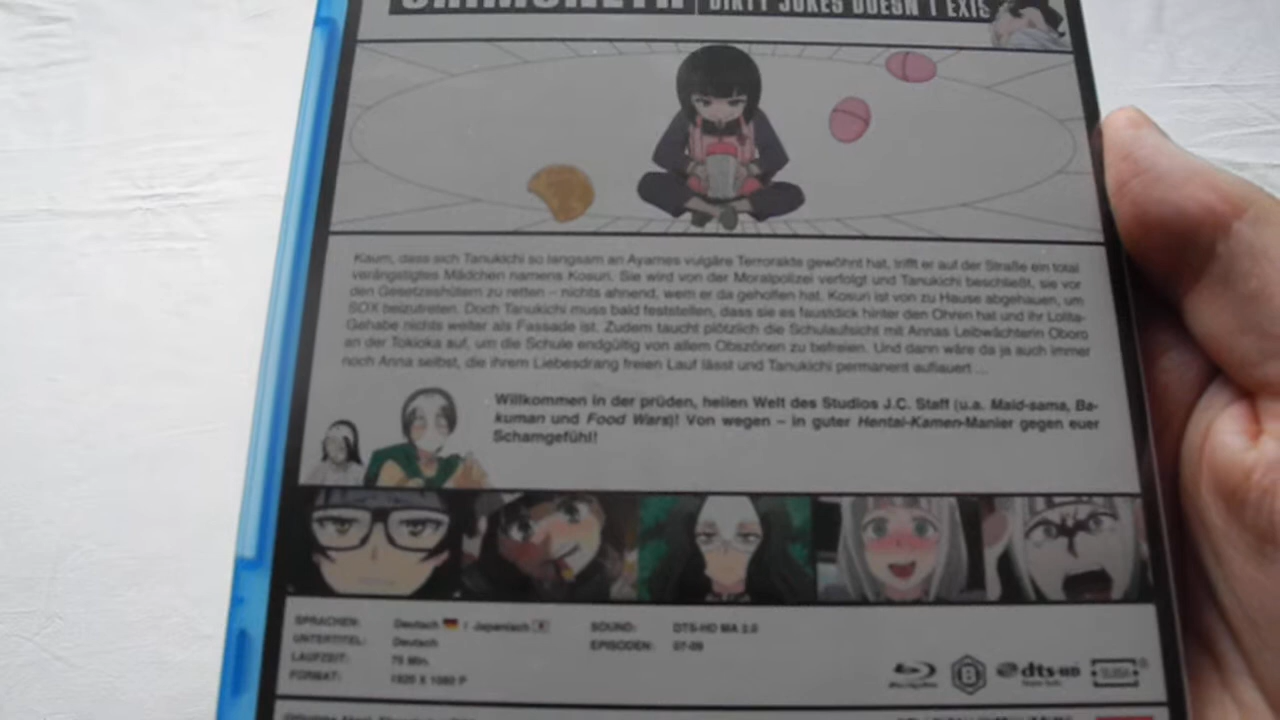 DIRTY JOKES DOESN'T EXIS
Kaum, dass sich Tanukichi so langsam an Ayames vulgäre Terrorakte gewöhnt hat, trifft er auf der Straße ein total
verängstigtes Mädchen namens Kosuri. Sie wird von der Moralpolizei verfolgt und Tanukichi beschließt, sie vor
den Gesetzeshütern zu retten – nichts ahnend, wem er da geholfen hat. Kosuri ist von zu Hause abgehauen, um
SOX beizutreten. Doch Tanukichi muss bald feststellen, dass sie es faustdick hinter den Ohren hat und ihr Lolita-
Gehabe nichts weiter als Fassade ist. Zudem taucht plötzlich die Schulaufsicht mit Annas Leibwächterin Oboro
an der Tokioka auf, um die Schule endgültig von allem Obszönen zu befreien. Und dann wäre da ja auch immer
noch Anna selbst, die ihrem Liebesdrang freien Lauf lässt und Tanukichi permanent auflauert ...
Willkommen in der prüden, heilen Welt des Studios J.C. Staff (u.a. Maid-sama, Ba-
kuman und Food Wars)! Von wegen – in guter Hentai-Kamen-Manier gegen euer
Schamgefühl!
SPRACHEN: Deutsch / Japanisch
UNTERTITEL: Deutsch
LAUFZEIT: 75 Min.
FORMAT: 1920 X 1080 P
SOUND: DTS-HD MA 2.0
EPISODEN: 07-09
B
dts-HD